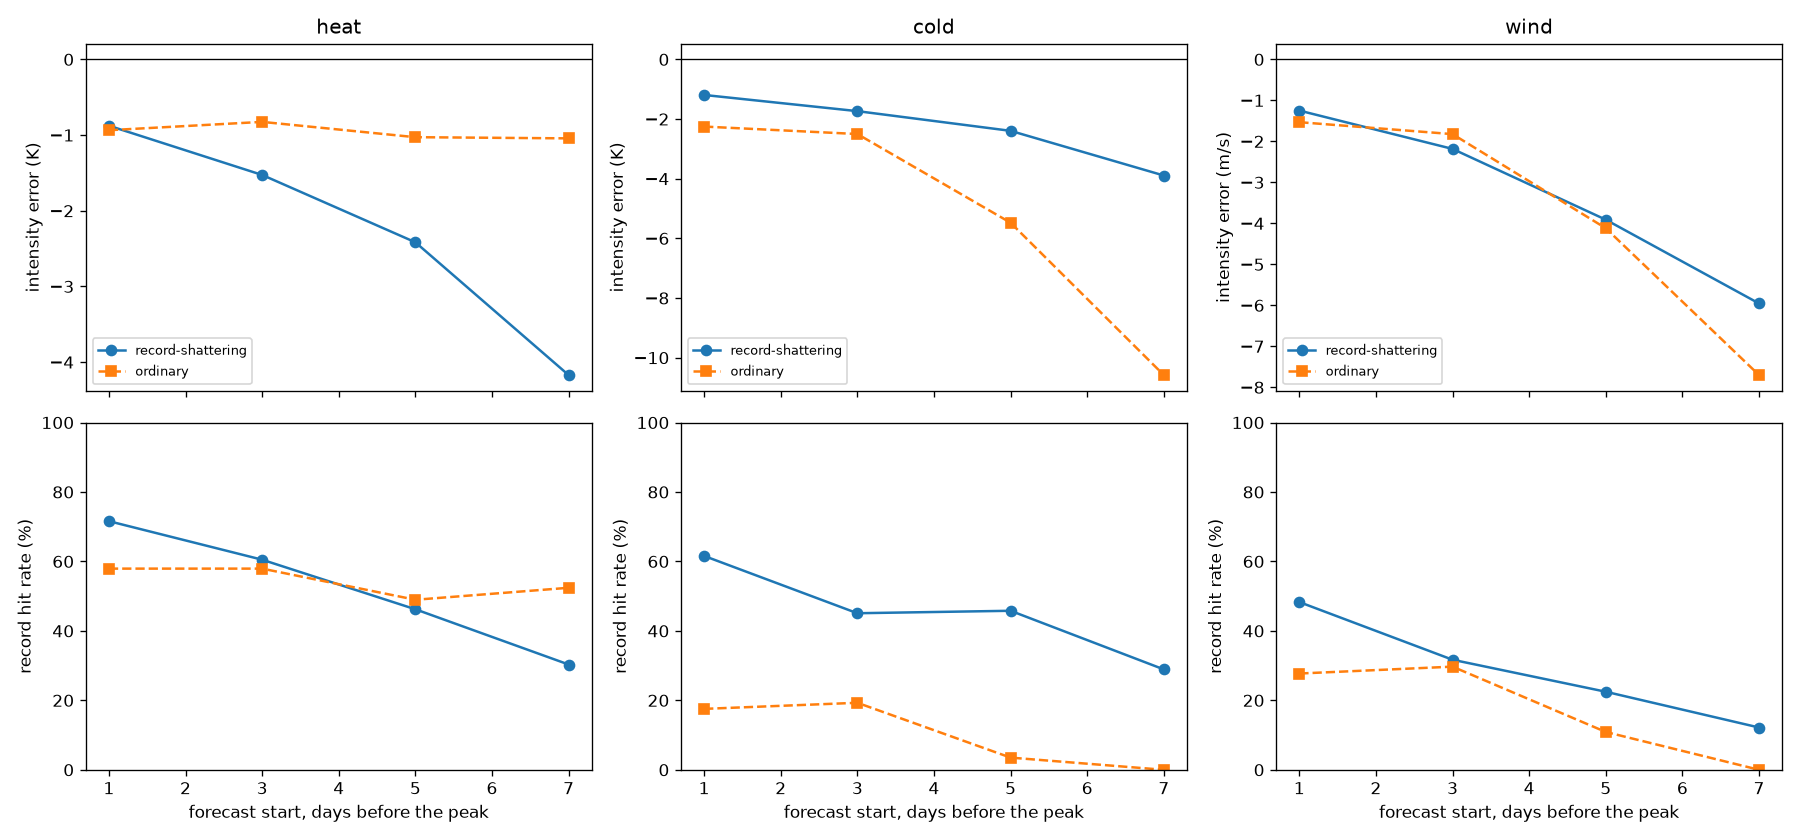 heat
cold
wind
0
−1
−2
−3
−4
intensity error (K)
record-shattering
ordinary
0
−2
−4
−6
−8
−10
intensity error (K)
record-shattering
ordinary
0
−1
−2
−3
−4
−5
−6
−7
−8
intensity error (m/s)
record-shattering
ordinary
100
80
60
40
20
0
record hit rate (%)
1 2 3 4 5 6 7
forecast start, days before the peak
100
80
60
40
20
0
record hit rate (%)
1 2 3 4 5 6 7
forecast start, days before the peak
100
80
60
40
20
0
record hit rate (%)
1 2 3 4 5 6 7
forecast start, days before the peak